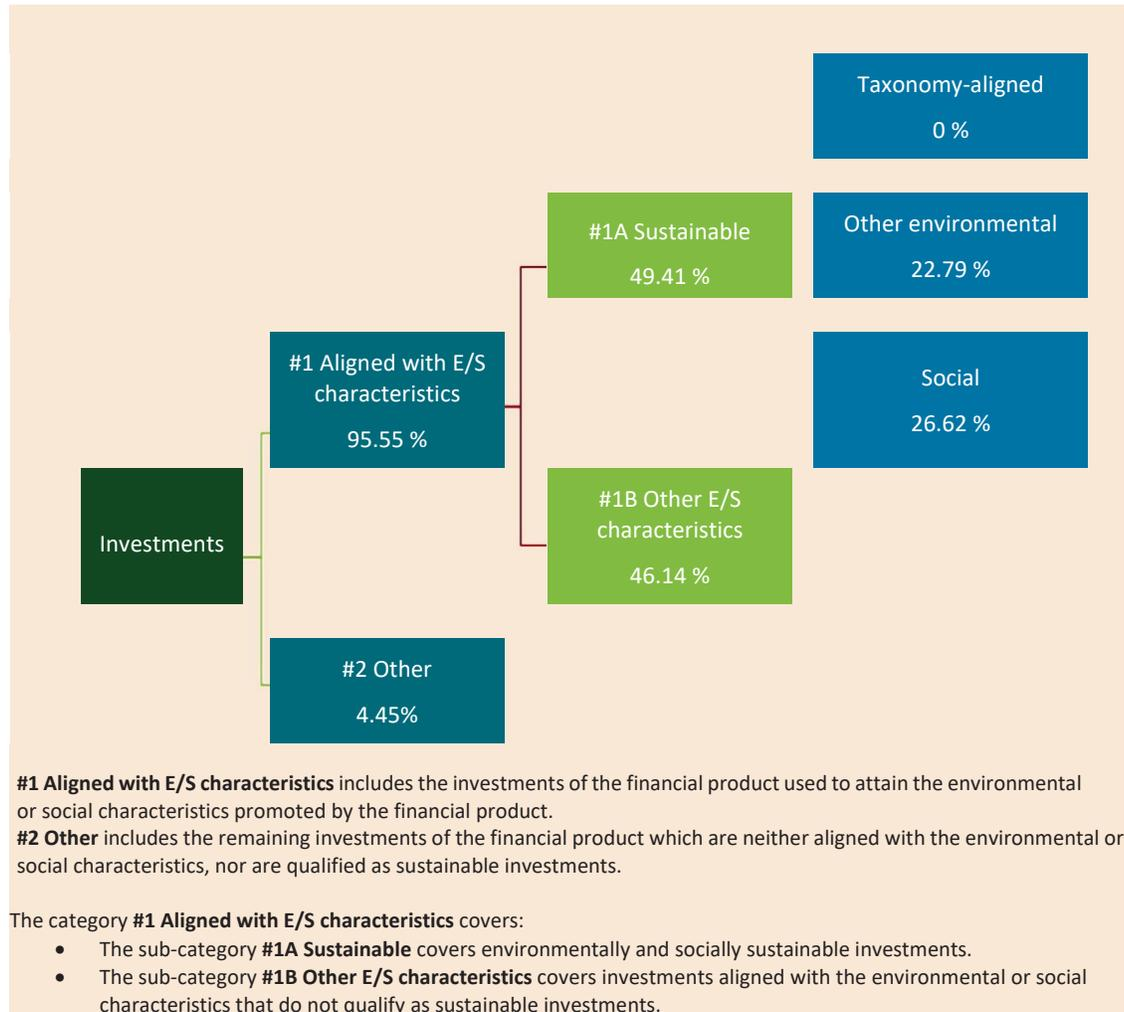 Taxonomy-aligned
0 %
#1A Sustainable
49.41 %
Other environmental
22.79 %
#1 Aligned with E/S
characteristics
95.55 %
Social
26.62 %
Investments
#1B Other E/S
characteristics
46.14 %
#2 Other
4.45%
#1 Aligned with E/S characteristics includes the investments of the financial product used to attain the environmental
or social characteristics promoted by the financial product.
#2 Other includes the remaining investments of the financial product which are neither aligned with the environmental or
social characteristics, nor are qualified as sustainable investments.
The category #1 Aligned with E/S characteristics covers:
• The sub-category #1A Sustainable covers environmentally and socially sustainable investments.
• The sub-category #1B Other E/S characteristics covers investments aligned with the environmental or social
characteristics that do not qualify as sustainable investments.